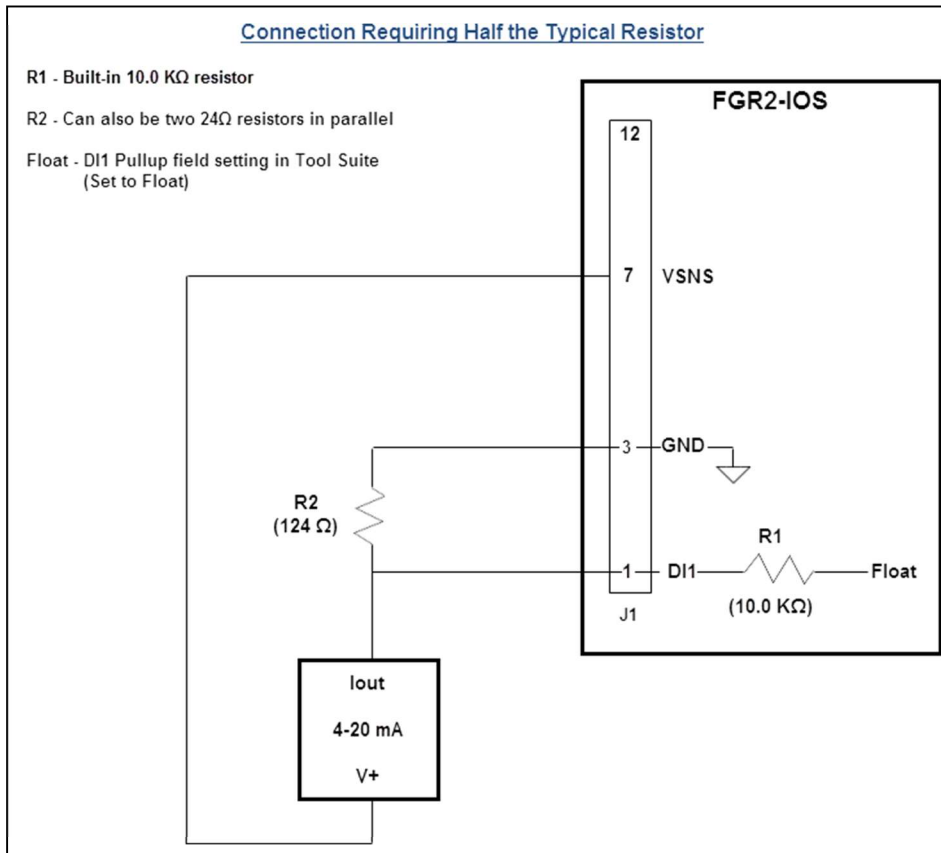 Connection Requiring Half the Typical Resistor
R1 - Built-in 10.0 KΩ resistor
R2 - Can also be two 24Ω resistors in parallel
Float - DI1 Pullup field setting in Tool Suite
(Set to Float)
FGR2-IOS
12
7 VSNS
3 GND
R2
(124 Ω)
R1
1 DI1 Float
(10.0 KΩ)
J1
Iout
4-20 mA
V+